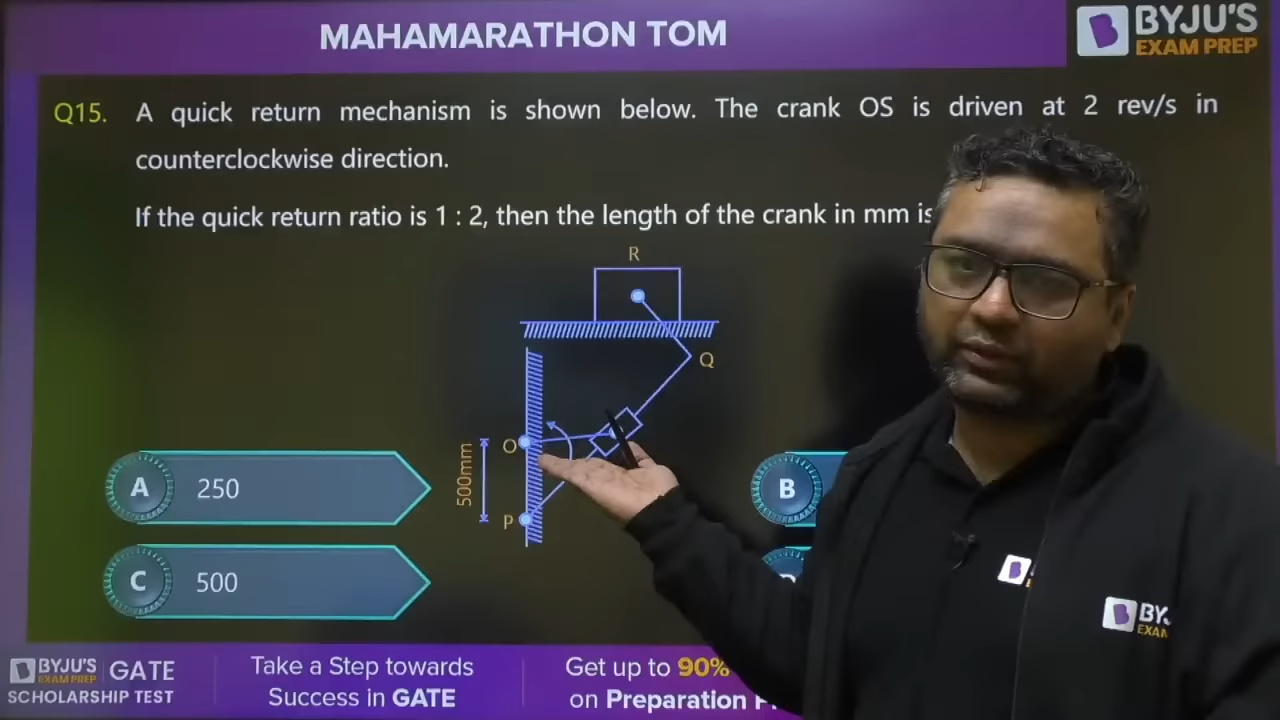 MAHAMARATHON TOM
BYJU'S
EXAM PREP
Q15. A quick return mechanism is shown below. The crank OS is driven at 2 rev/s in
counterclockwise direction.
If the quick return ratio is 1 : 2, then the length of the crank in mm is
R
Q
O
500mm
P
A 250
B
C 500
BYJU'S
EXAM PREP
GATE
SCHOLARSHIP TEST
Take a Step towards
Success in GATE
Get up to 90%
on Preparation
B
BY
EXAM